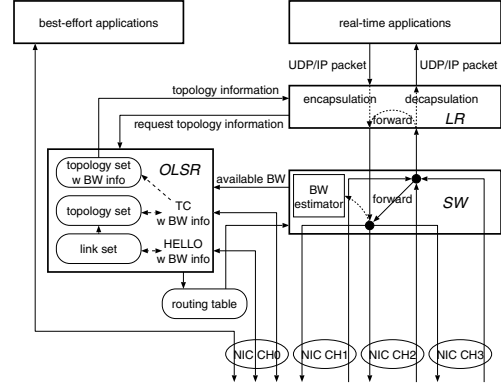 best-effort applications
real-time applications
UDP/IP packet
UDP/IP packet
topology information
encapsulation
decapsulation
forward
LR
request topology information
OLSR
topology set
w BW info
available BW
BW
estimator
forward
SW
TC
w BW info
topology set
HELLO
w BW info
link set
routing table
NIC CH0
NIC CH1
NIC CH2
NIC CH3